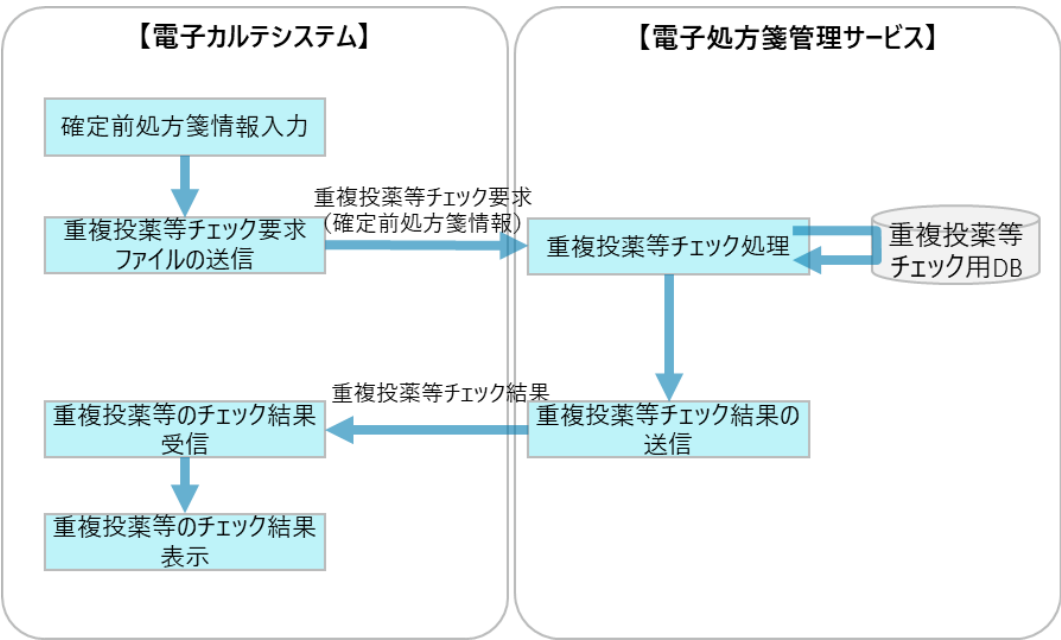 【電子カルテシステム】
【電子処方箋管理サービス】
確定前処方箋情報入力
重複投薬等チェック要求
(確定前処方箋情報)
重複投薬等チェック要求
ファイルの送信
重複投薬等チェック処理
重複投薬等
チェック用DB
重複投薬等チェック結果
重複投薬等のチェック結果
受信
重複投薬等チェック結果の
送信
重複投薬等のチェック結果
表示